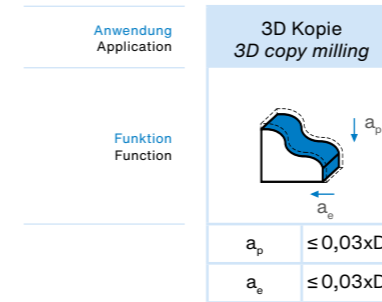 Anwendung
Application
3D Kopie
3D copy milling
Funktion
Function
aₚ
aₑ
aₚ ≤0,03xD
aₑ ≤0,03xD